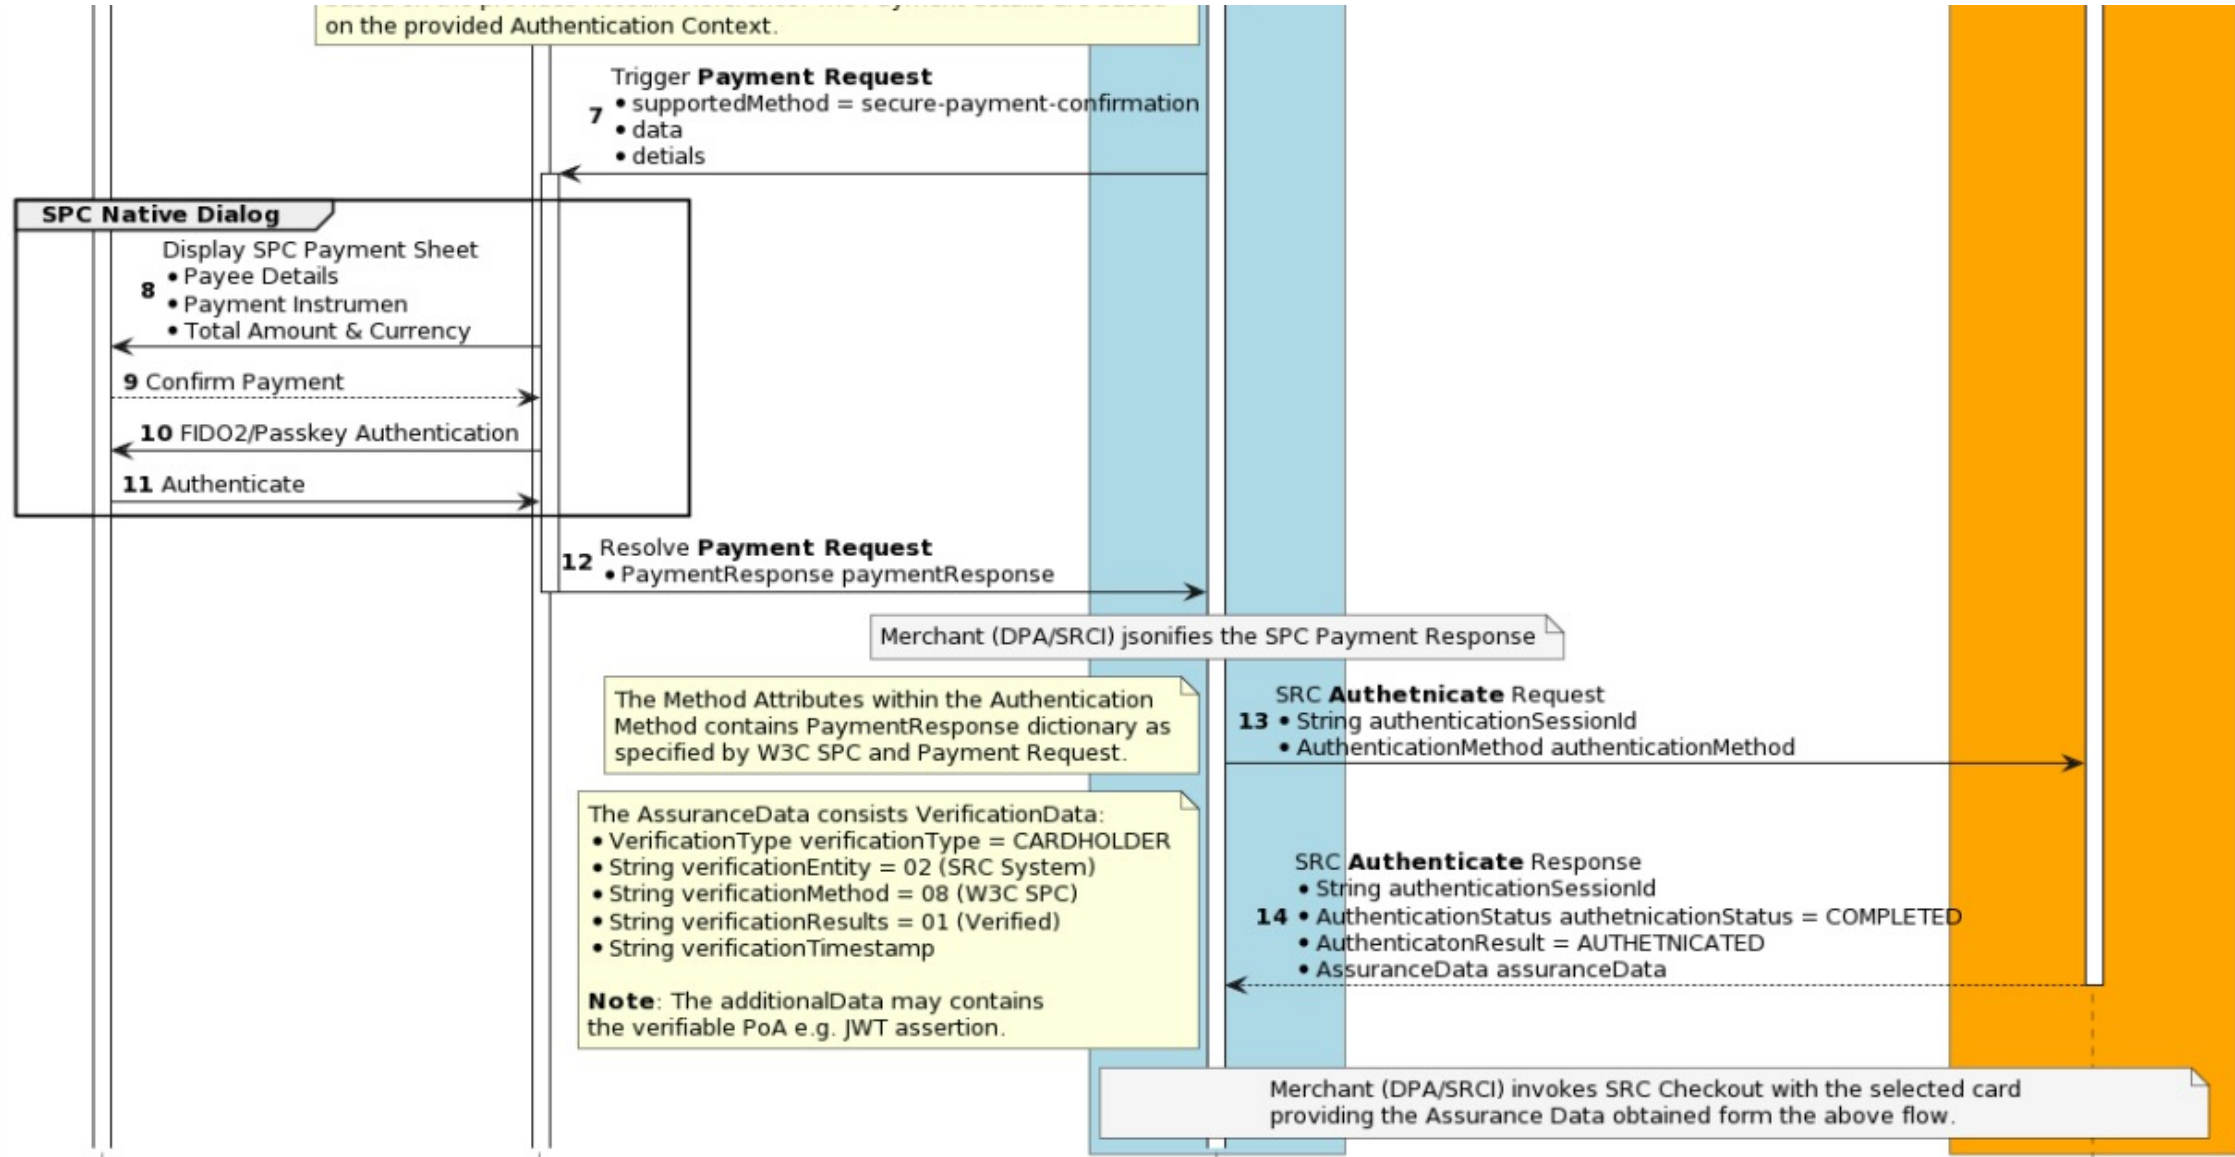 on the provided Authentication Context.
Trigger Payment Request
7
• supportedMethod = secure-payment-confirmation
• data
• detials
SPC Native Dialog
Display SPC Payment Sheet
8
• Payee Details
• Payment Instrumen
• Total Amount & Currency
9 Confirm Payment
10 FIDO2/Passkey Authentication
11 Authenticate
Resolve Payment Request
12
• PaymentResponse paymentResponse
Merchant (DPA/SRCI) jsonifies the SPC Payment Response
The Method Attributes within the Authentication
Method contains PaymentResponse dictionary as
specified by W3C SPC and Payment Request.
SRC Authetnicate Request
13 • String authenticationSessionId
• AuthenticationMethod authenticationMethod
The AssuranceData consists VerificationData:
• VerificationType verificationType = CARDHOLDER
• String verificationEntity = 02 (SRC System)
• String verificationMethod = 08 (W3C SPC)
• String verificationResults = 01 (Verified)
• String verificationTimestamp
Note: The additionalData may contains
the verifiable PoA e.g. JWT assertion.
SRC Authenticate Response
• String authenticationSessionId
14 • AuthenticationStatus authetnicationStatus = COMPLETED
• AuthenticatonResult = AUTHETNICATED
• AssuranceData assuranceData
Merchant (DPA/SRCI) invokes SRC Checkout with the selected card
providing the Assurance Data obtained form the above flow.